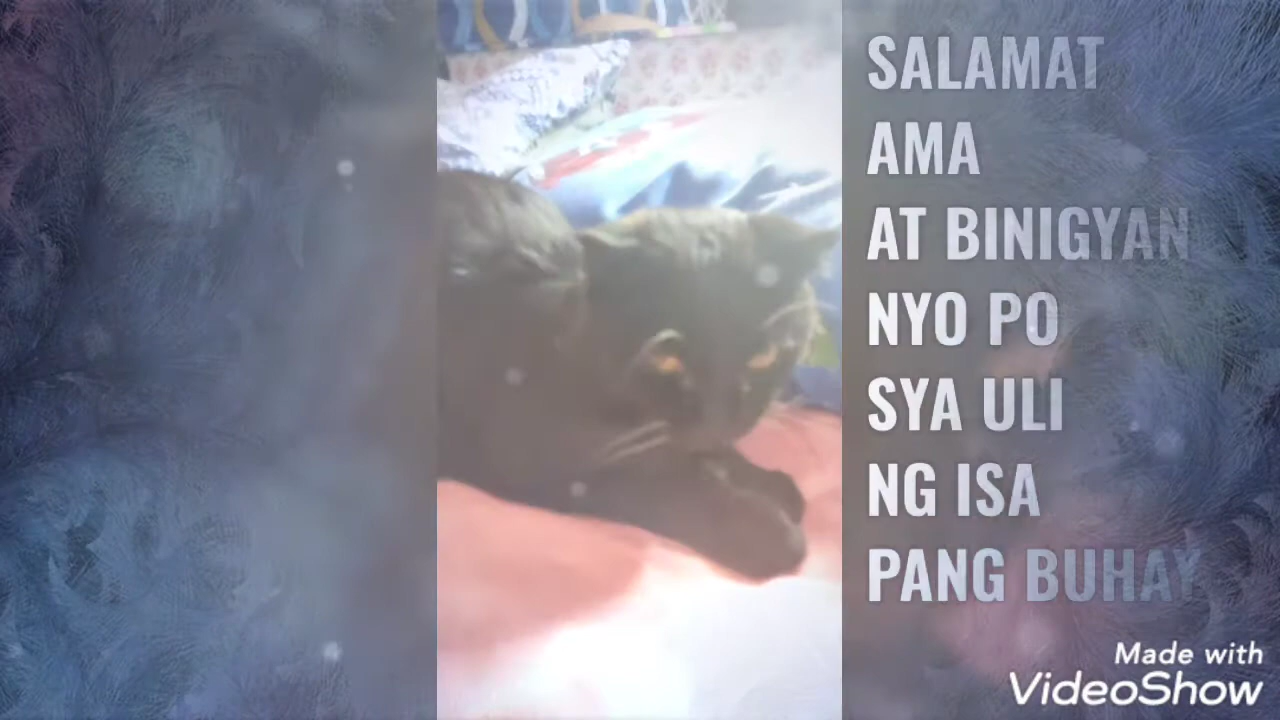 SALAMAT
AMA
AT BINIGYAN
NYO PO
SYA ULI
NG ISA
PANG BUHAY
Made with
VideoShow